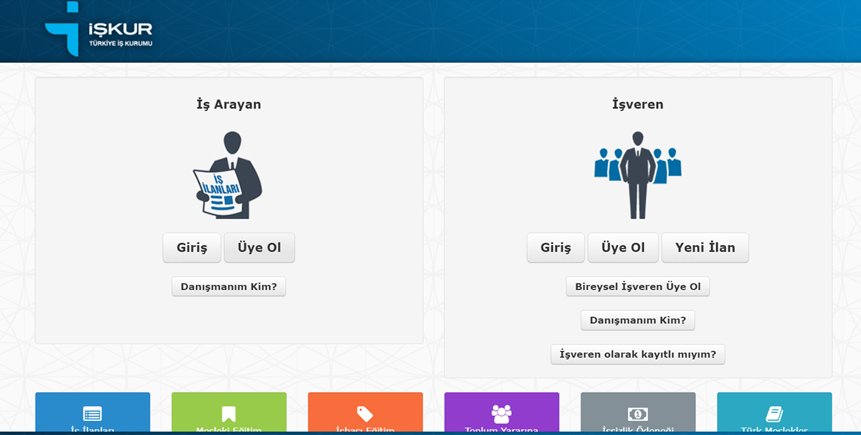 İŞKUR
TÜRKİYE İŞ KURUMU
İş Arayan
İŞ
İLANLARI
Giriş
Üye Ol
Danışmanım Kim?
İşveren
Giriş
Üye Ol
Yeni İlan
Bireysel İşveren Üye Ol
Danışmanım Kim?
İşveren olarak kayıtlı mıyım?
İş İlanları
Mesleki Eğitim
İşbaşı Eğitim
Toplum Yararına
İşsizlik Ödeneği
Türk Meslekler